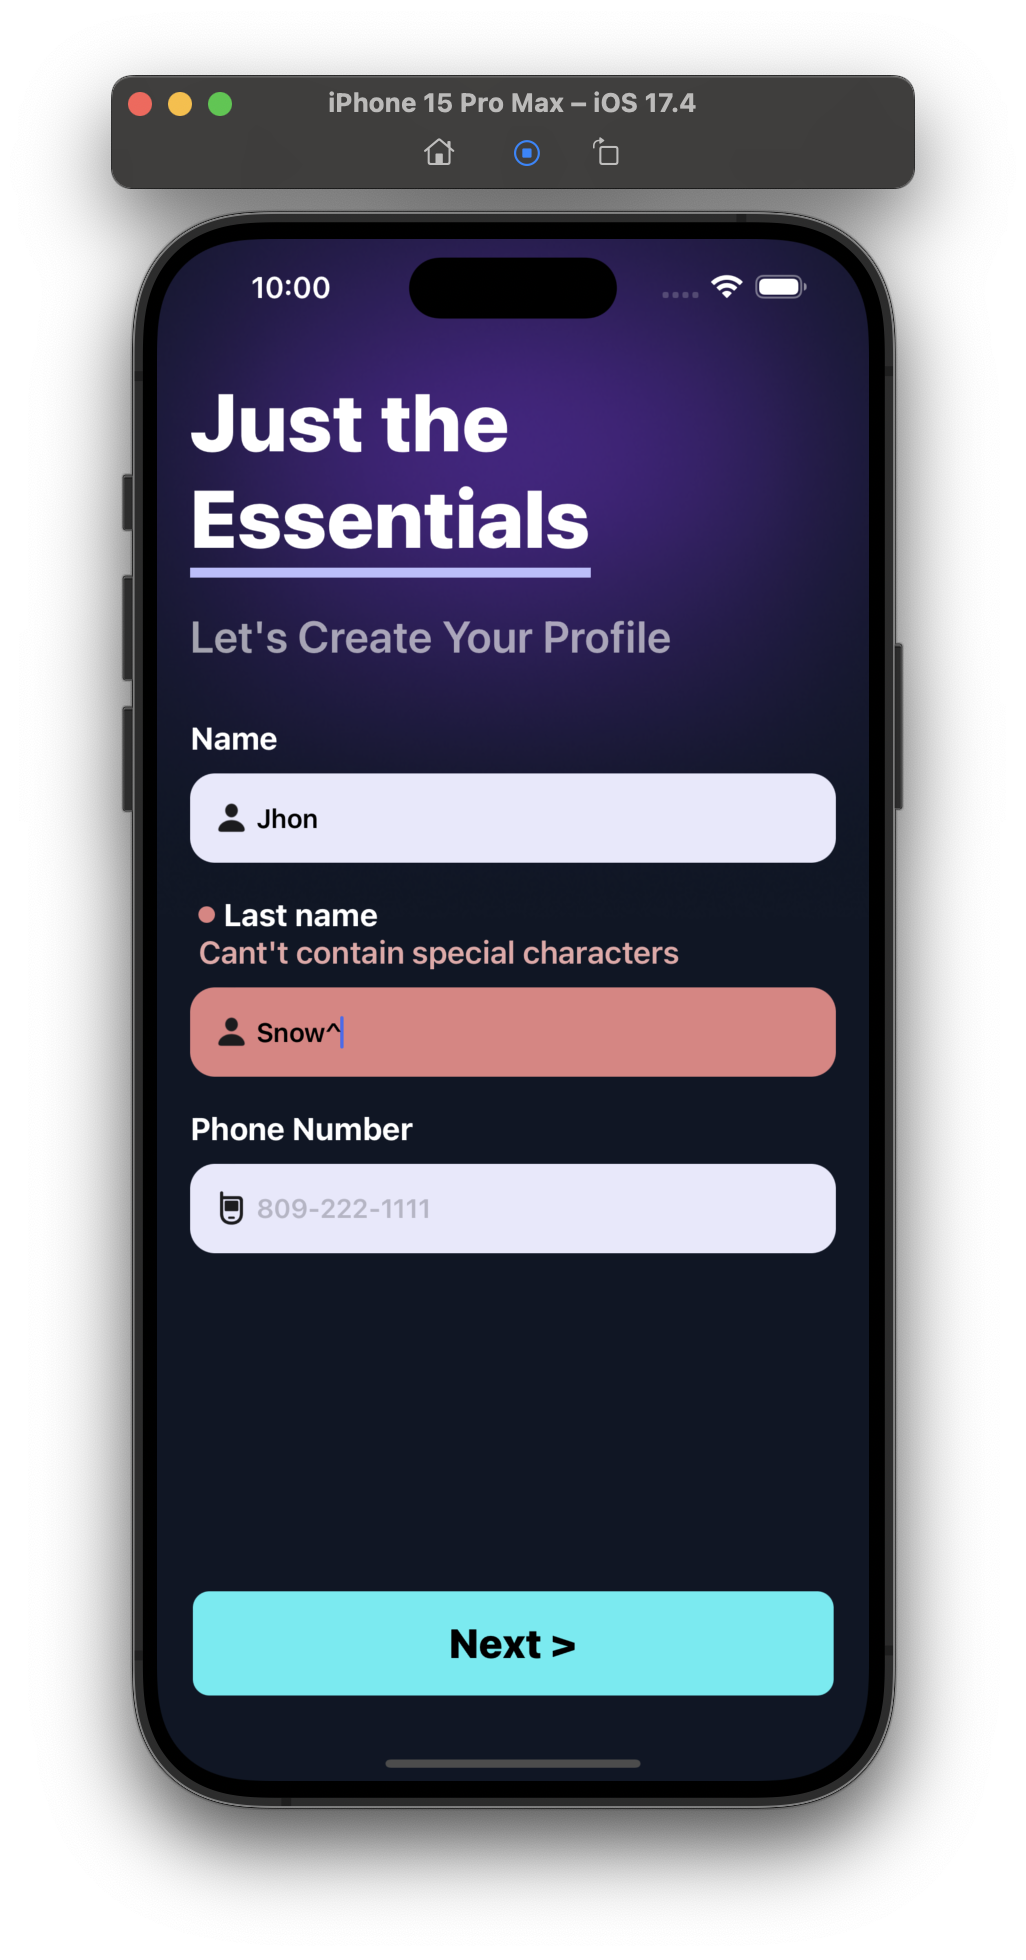 iPhone 15 Pro Max – iOS 17.4
10:00
Just the
Essentials
Let's Create Your Profile
Name
Jhon
Last name
Cant't contain special characters
Snow^
Phone Number
809-222-1111
Next >